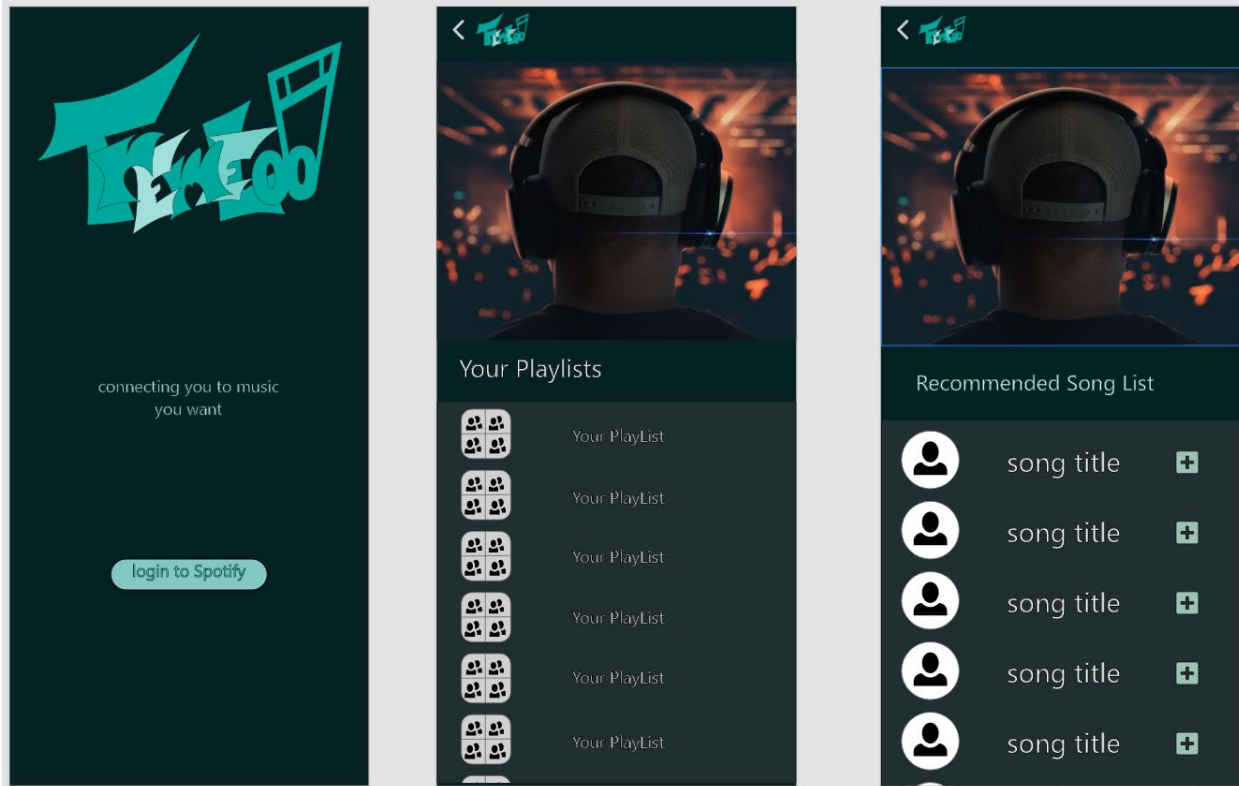 connecting you to music
you want
login to Spotify
Your Playlists
Your PlayList
Your PlayList
Your PlayList
Your PlayList
Your PlayList
Your PlayList
Recommended Song List
song title
song title
song title
song title
song title